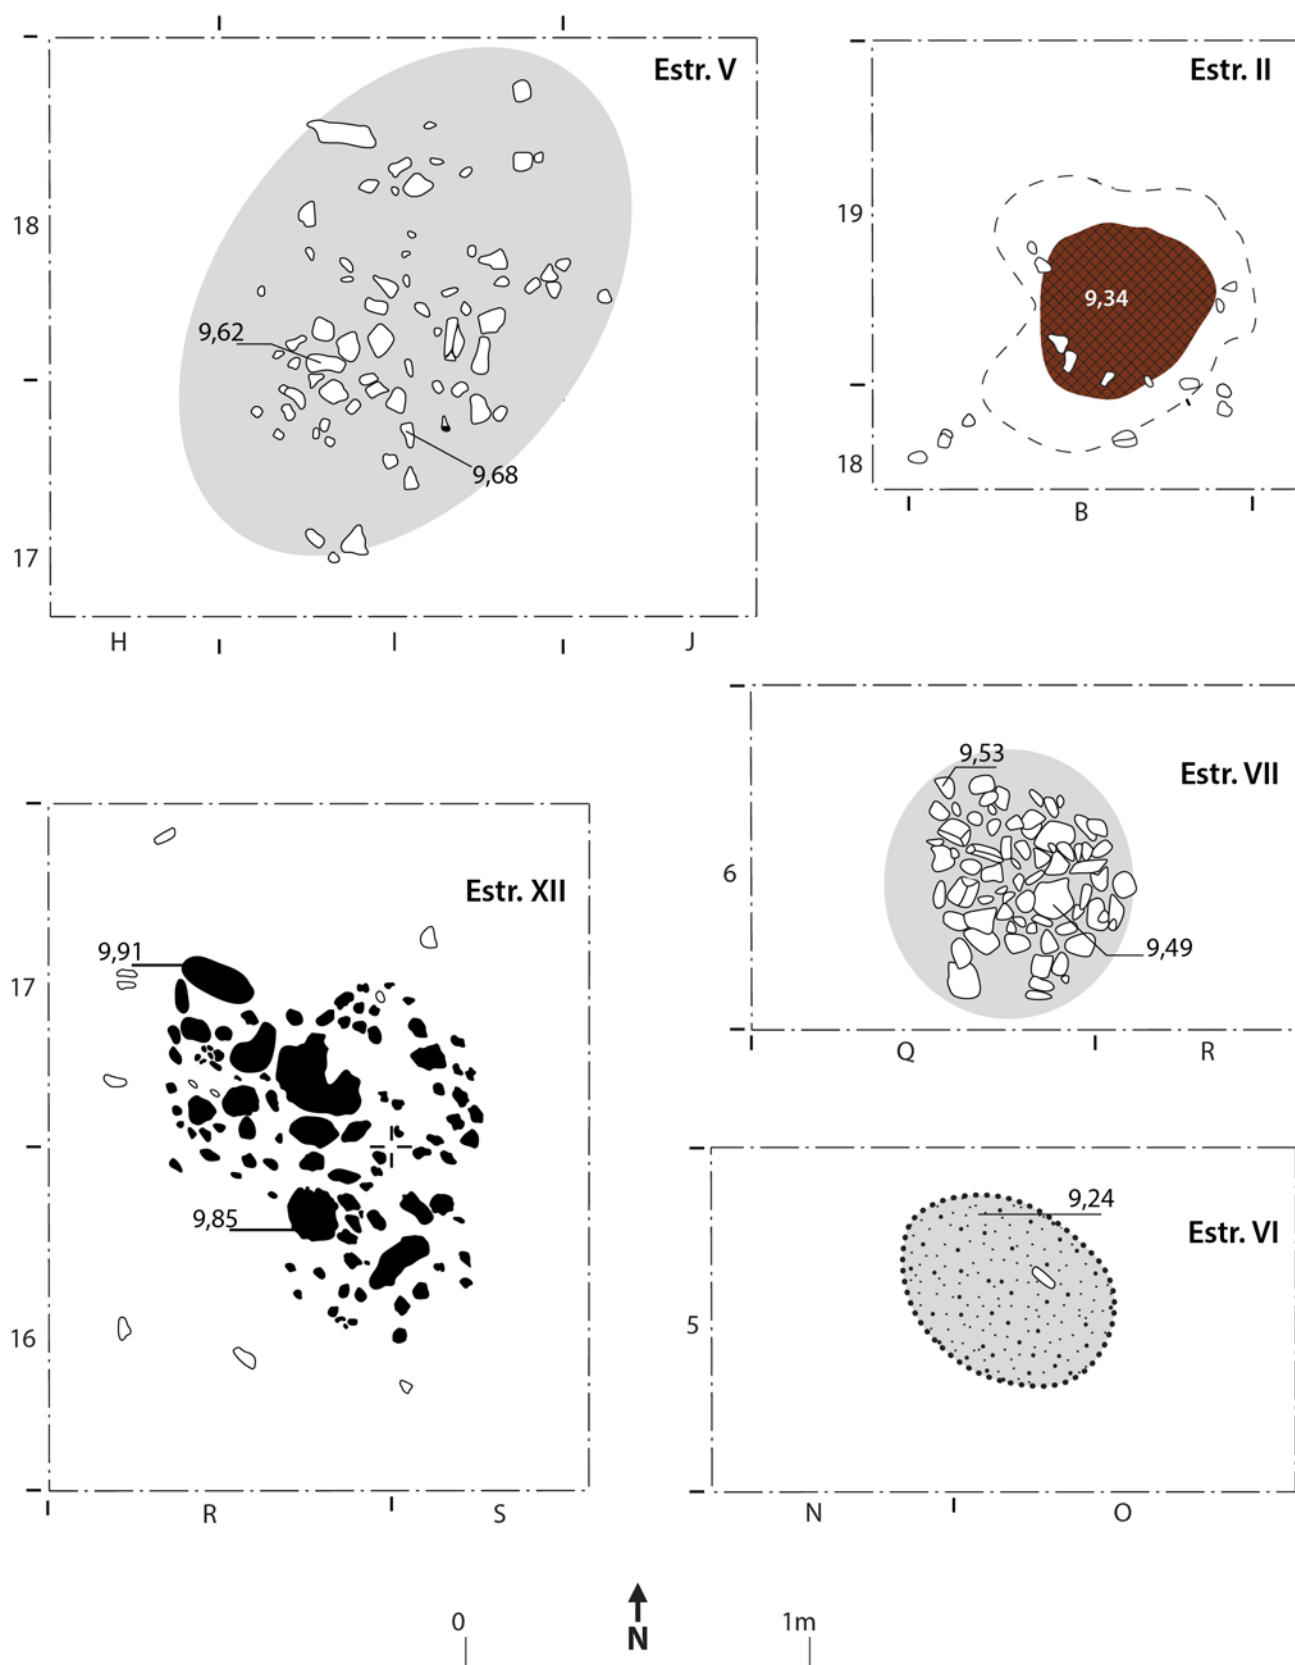 Estr. V
18
9,62
9,68
17
H I J
Estr. II
19
9,34
18
B
Estr. VII
9,53
6
9,49
Q R
Estr. XII
9,91
17
9,85
16
R S
Estr. VI
9,24
5
N O
0 1m
N